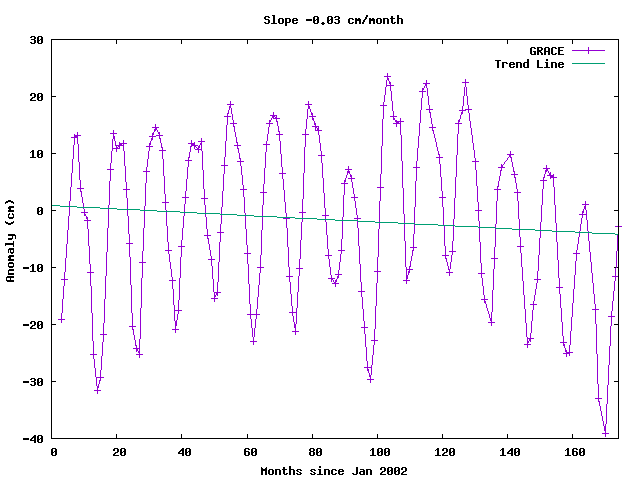 Slope -0.03 cm/month
GRACE
Trend Line
30
20
10
0
-10
-20
-30
-40
Anomaly (cm)
0 20 40 60 80 100 120 140 160
Months since Jan 2002